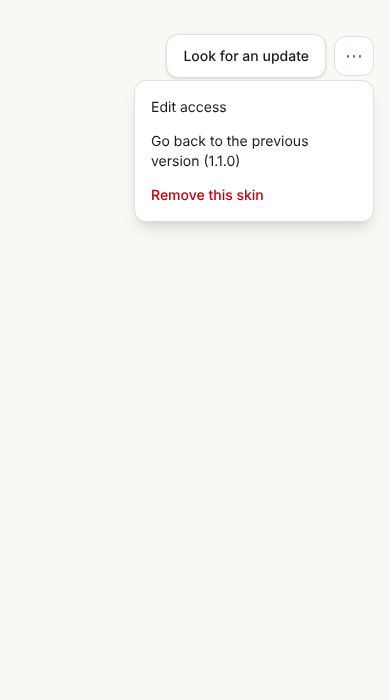 Look for an update
Edit access
Go back to the previous
version (1.1.0)
Remove this skin